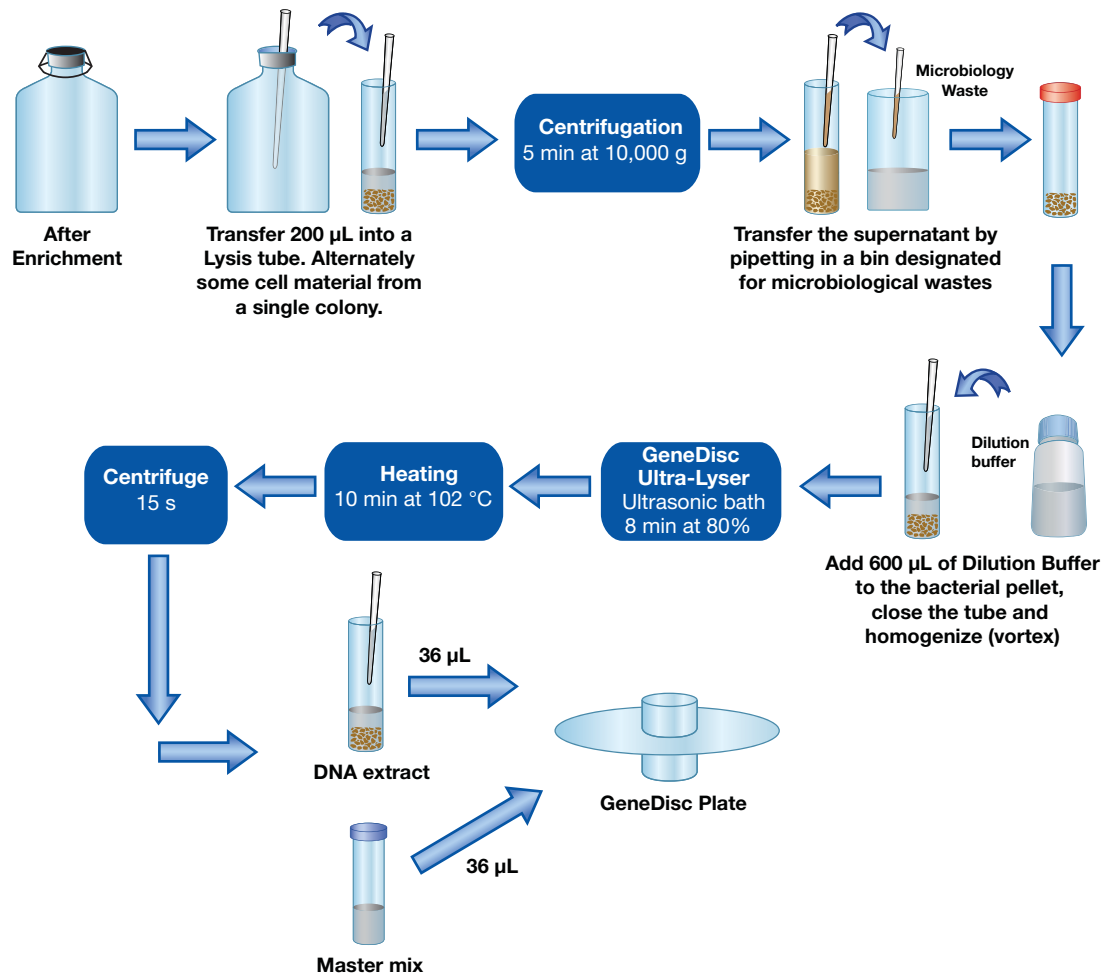 After
Enrichment
Transfer 200 µL into a
Lysis tube. Alternately
some cell material from
a single colony.
Centrifugation
5 min at 10,000 g
Microbiology
Waste
Transfer the supernatant by
pipetting in a bin designated
for microbiological wastes
Dilution
buffer
Add 600 µL of Dilution Buffer
to the bacterial pellet,
close the tube and
homogenize (vortex)
GeneDisc
Ultra-Lyser
Ultrasonic bath
8 min at 80%
Heating
10 min at 102 °C
Centrifuge
15 s
DNA extract
36 µL
GeneDisc Plate
36 µL
Master mix